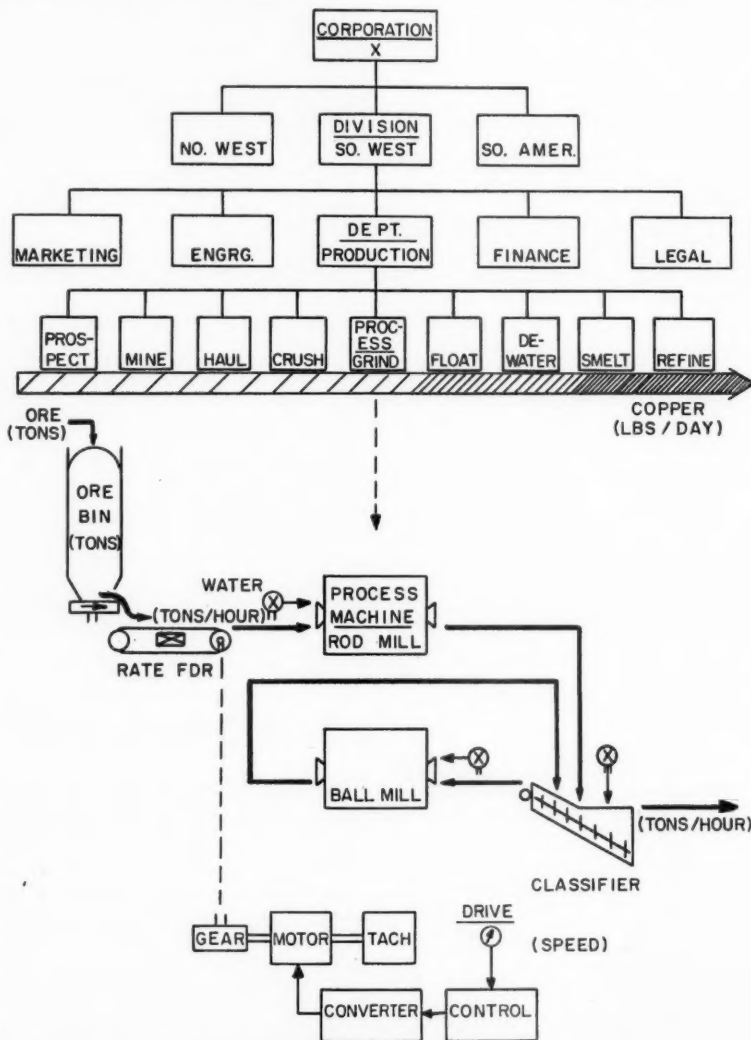 CORPORATION
X
NO. WEST
DIVISION
SO. WEST
SO. AMER.
MARKETING
ENGRG.
DEPT.
PRODUCTION
FINANCE
LEGAL
PROS-
PECT
MINE
HAUL
CRUSH
PROC-
ESS
GRIND
FLOAT
DE-
WATER
SMELT
REFINE
ORE
(TONS)
COPPER
(LBS / DAY)
ORE
BIN
(TONS)
WATER
(TONS/HOUR)
RATE FDR
PROCESS
MACHINE
ROD MILL
BALL MILL
(TONS/HOUR)
CLASSIFIER
GEAR
MOTOR
TACH
DRIVE
(SPEED)
CONVERTER
CONTROL